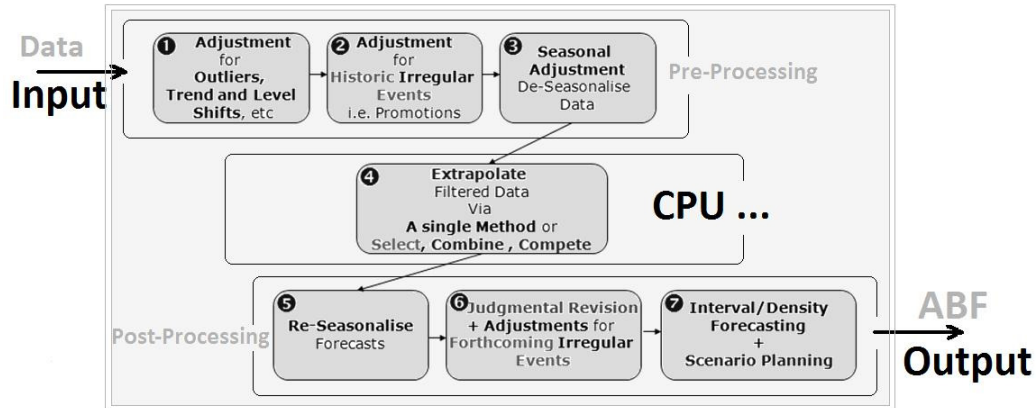 Data
Input
❶ Adjustment
for
Outliers,
Trend and Level
Shifts, etc
❷ Adjustment
for
Historic Irregular
Events
i.e. Promotions
❸ Seasonal
Adjustment
De-Seasonalise
Data
Pre-Processing
❹ Extrapolate
Filtered Data
Via
A single Method or
Select, Combine , Compete
CPU ...
Post-Processing
❺
Re-Seasonalise
Forecasts
❻ Judgmental Revision
+ Adjustments for
Forthcoming Irregular
Events
❼ Interval/Density
Forecasting
+
Scenario Planning
ABF
Output